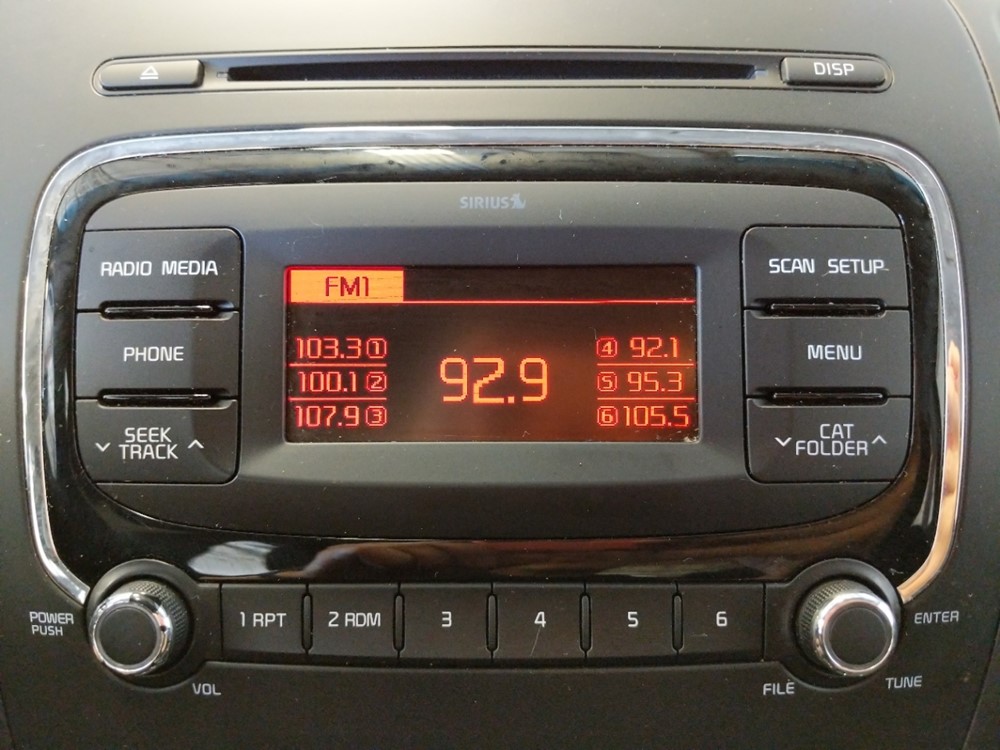 DISP
SIRIUS
RADIO MEDIA
PHONE
SEEK
TRACK
FM1
103.3 1
100.1 2
107.9 3
92.9
4 92.1
5 95.3
6 105.5
SCAN SETUP
MENU
CAT
FOLDER
POWER
PUSH
VOL
1 RPT
2 RDM
3
4
5
6
FILE
TUNE
ENTER